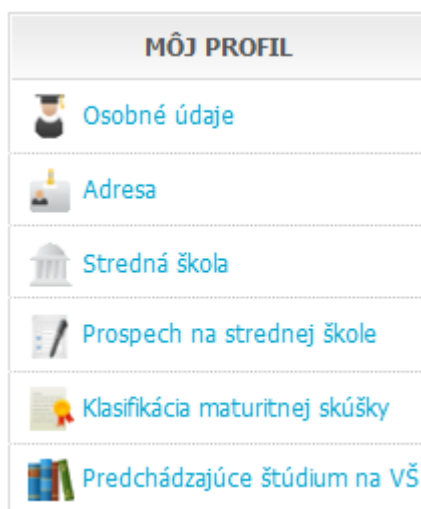 MÔJ PROFIL
Osobné údaje
Adresa
Stredná škola
Prospech na strednej škole
Klasifikácia maturitnej skúšky
Predchádzajúce štúdium na VŠ